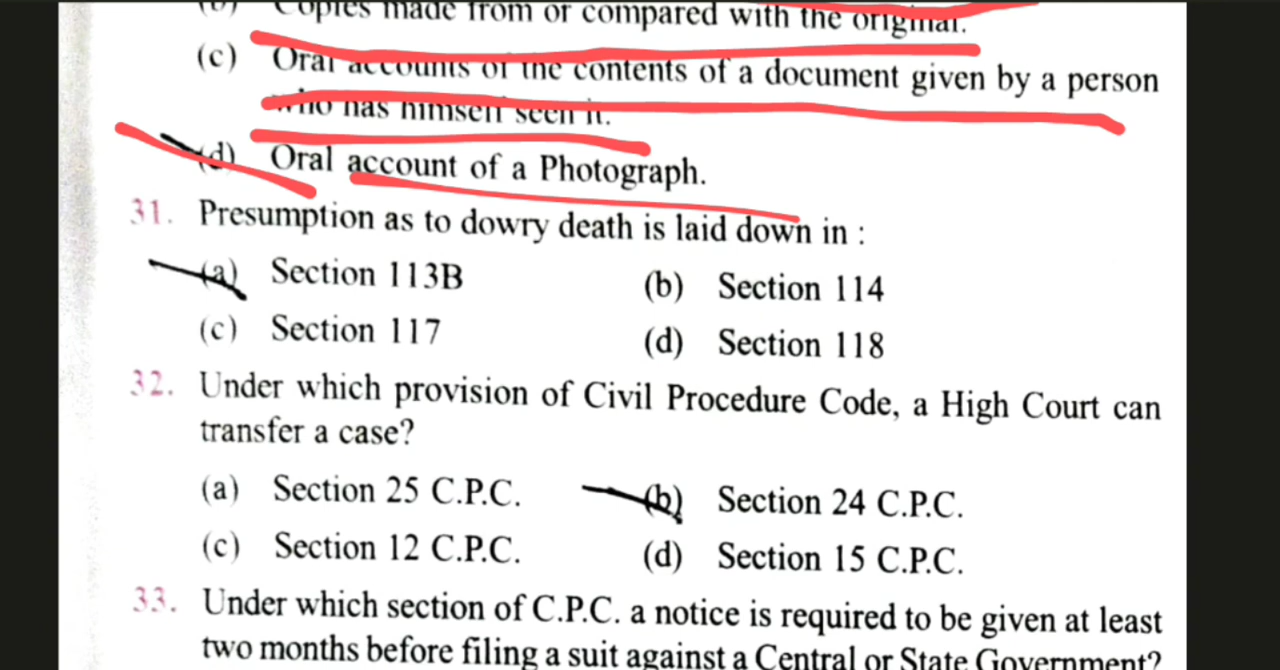 (b) Copies made from or compared with the original.
(c) Oral accounts of the contents of a document given by a person
who has himself seen it.
(d) Oral account of a Photograph.
31. Presumption as to dowry death is laid down in :
(a) Section 113B (b) Section 114
(c) Section 117 (d) Section 118
32. Under which provision of Civil Procedure Code, a High Court can
transfer a case?
(a) Section 25 C.P.C. (b) Section 24 C.P.C.
(c) Section 12 C.P.C. (d) Section 15 C.P.C.
33. Under which section of C.P.C. a notice is required to be given at least
two months before filing a suit against a Central or State Government?